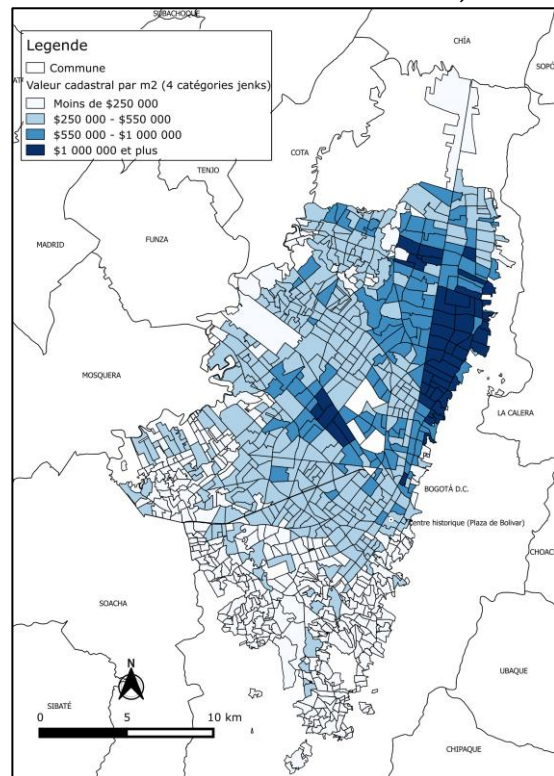 SUBACHOQUE
CHÍA
SOPÓ
Legende
Commune
Valeur cadastral par m2 (4 catégories jenks)
Moins de $250 000
$250 000 - $550 000
$550 000 - $1 000 000
$1 000 000 et plus
COTA
TENJO
MADRID
FUNZA
MOSQUERA
LA CALERA
BOGOTÁ D.C.
Centre historique (Plaza de Bolivar)
CHOAC
SOACHA
UBAQUE
N
SIBATÉ
0 5 10 km
CHIPAQUE